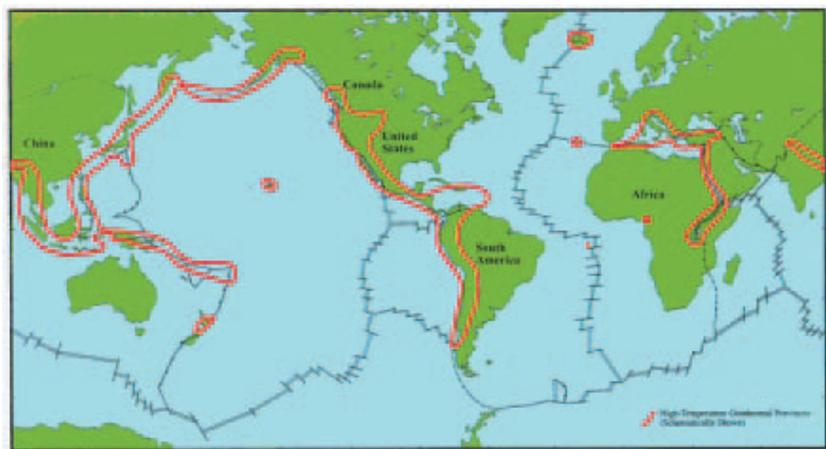 Canada
China
United
States
Africa
South
America
High-Temperature Geothermal Provinces
(Schematically Shown)